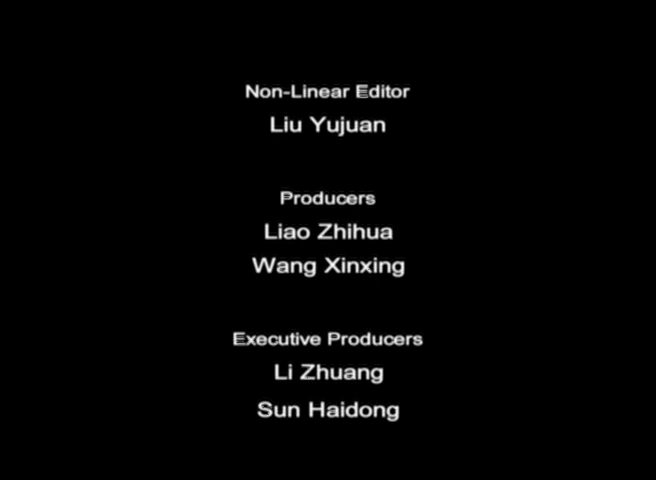 Non-Linear Editor
Liu Yujuan
Producers
Liao Zhihua
Wang Xinxing
Executive Producers
Li Zhuang
Sun Haidong